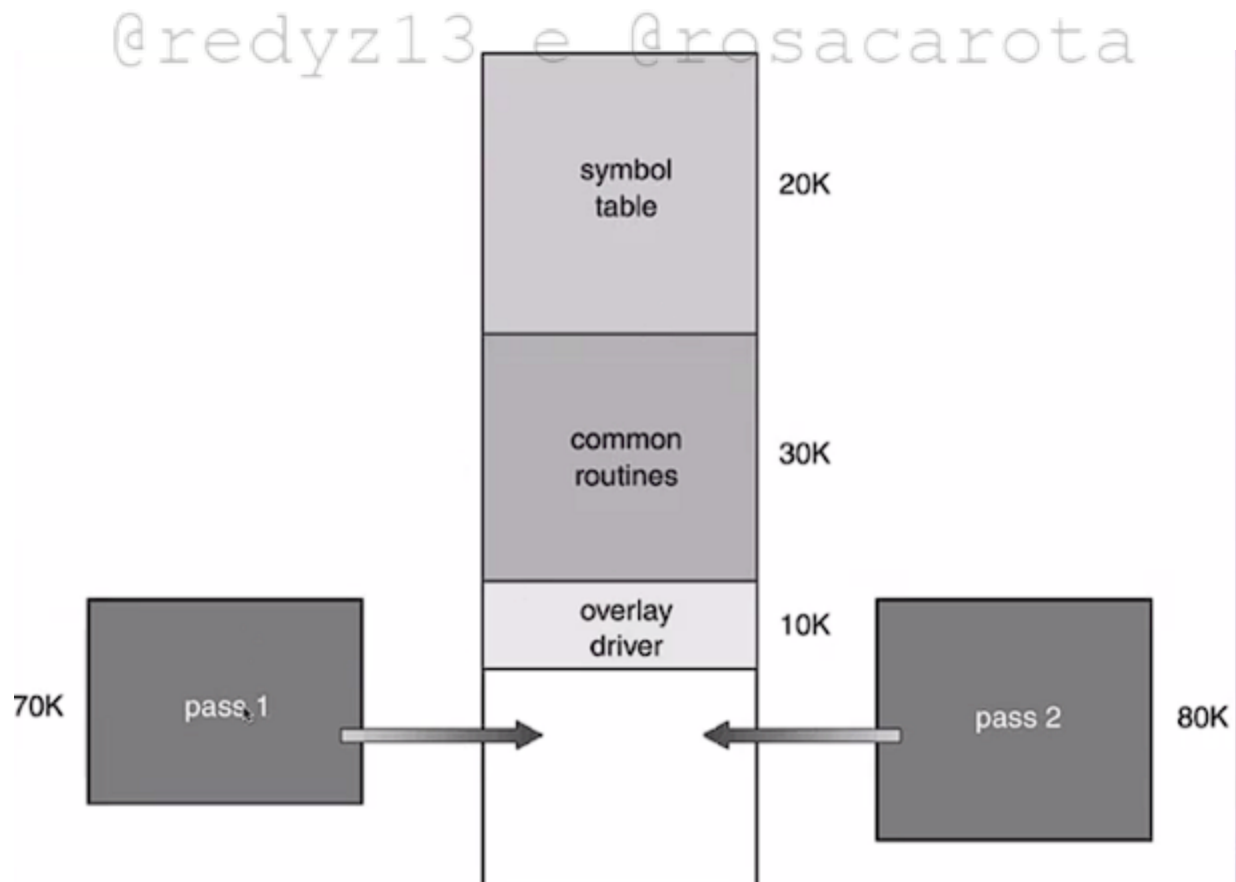 @redyz13 e @rosacarota
symbol
table
20K
common
routines
30K
overlay
driver
10K
70K
pass 1
pass 2
80K